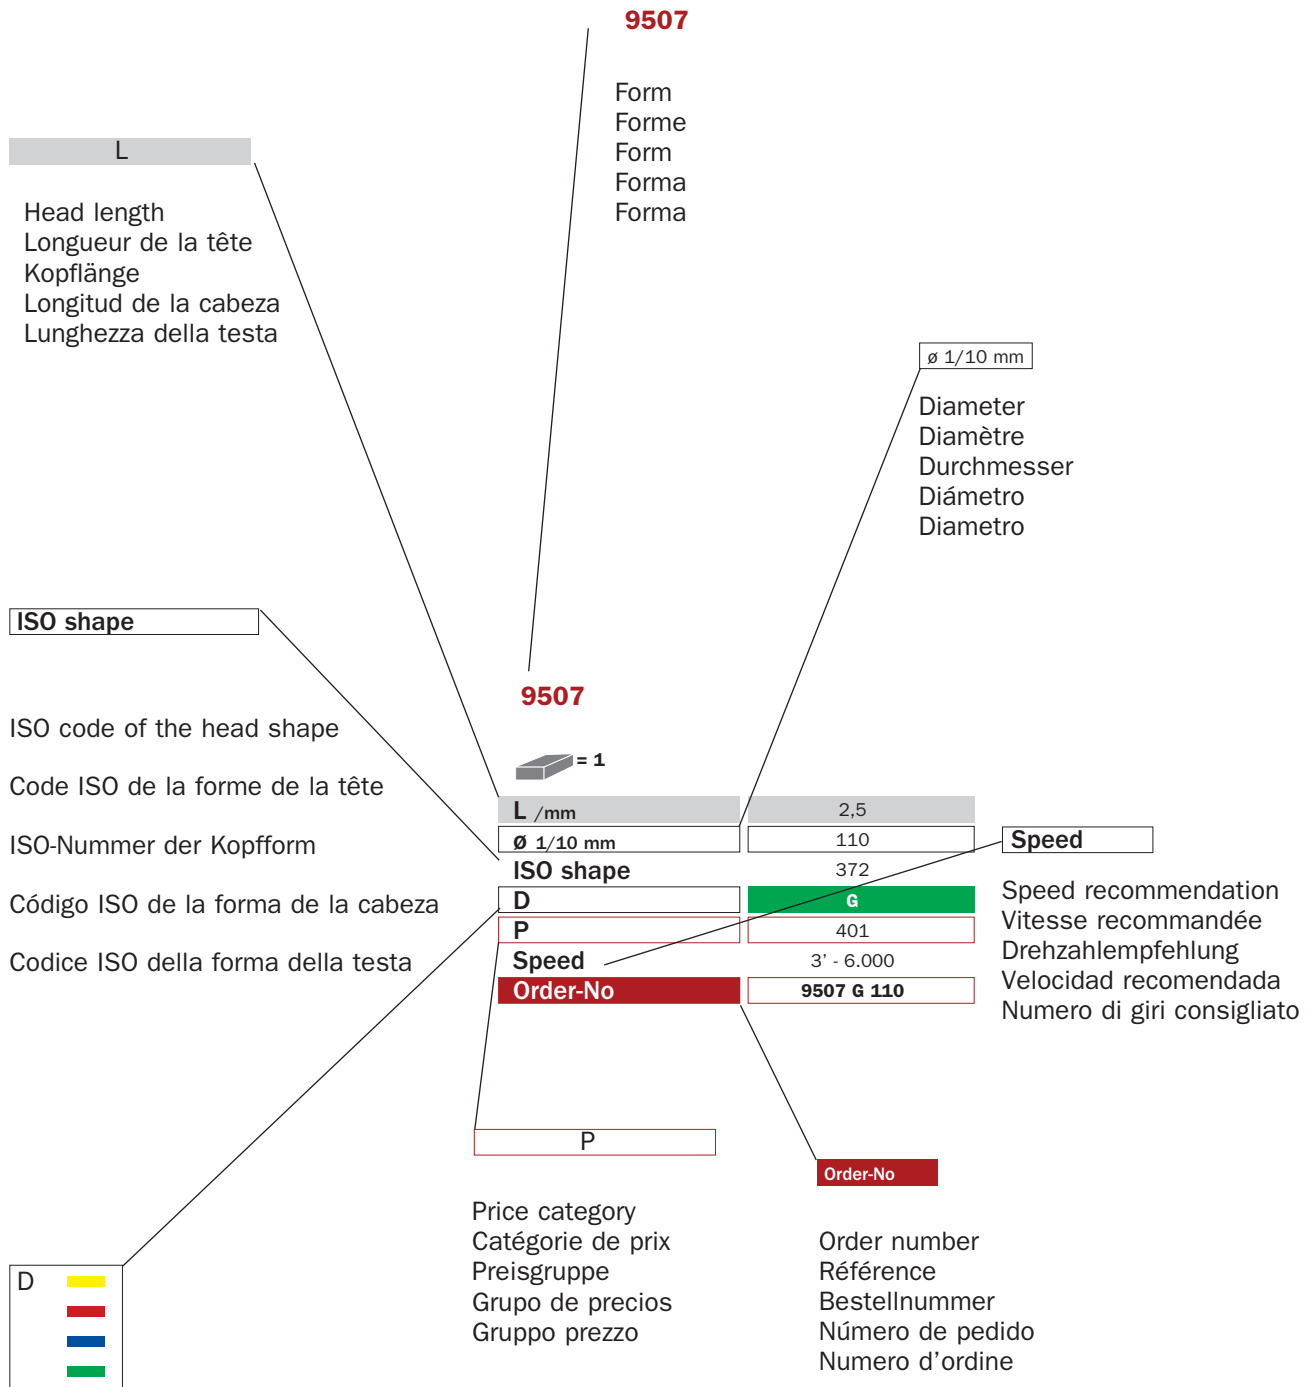 9507
Form
Forme
Form
Forma
Forma
L
Head length
Longueur de la tête
Kopflänge
Longitud de la cabeza
Lunghezza della testa
ø 1/10 mm
Diameter
Diamètre
Durchmesser
Diámetro
Diametro
ISO shape
ISO code of the head shape
Code ISO de la forme de la tête
ISO-Nummer der Kopfform
Código ISO de la forma de la cabeza
Codice ISO della forma della testa
9507
= 1
L /mm 2,5
Ø 1/10 mm 110
ISO shape 372
D G
P 401
Speed 3’ - 6.000
Order-No 9507 G 110
Speed
Speed recommendation
Vitesse recommandée
Drehzahlempfehlung
Velocidad recomendada
Numero di giri consigliato
P
Price category
Catégorie de prix
Preisgruppe
Grupo de precios
Gruppo prezzo
Order-No
Order number
Référence
Bestellnummer
Número de pedido
Numero d’ordine
D